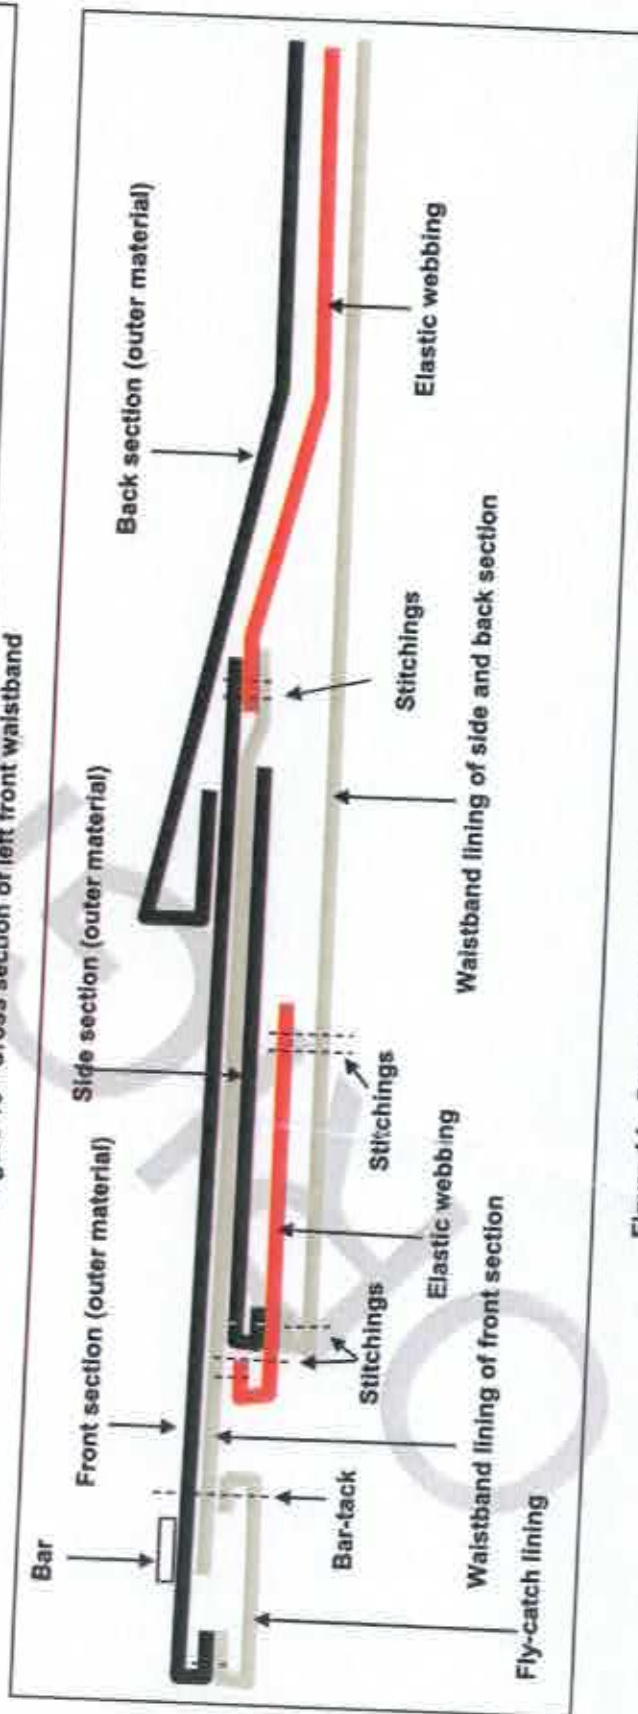 Cross section of left front waistband
Bar
Front section (outer material)
Side section (outer material)
Back section (outer material)
Bar-tack
Stitchings
Elastic webbing
Stitchings
Stitchings
Elastic webbing
Fly-catch lining
Waistband lining of front section
Waistband lining of side and back section